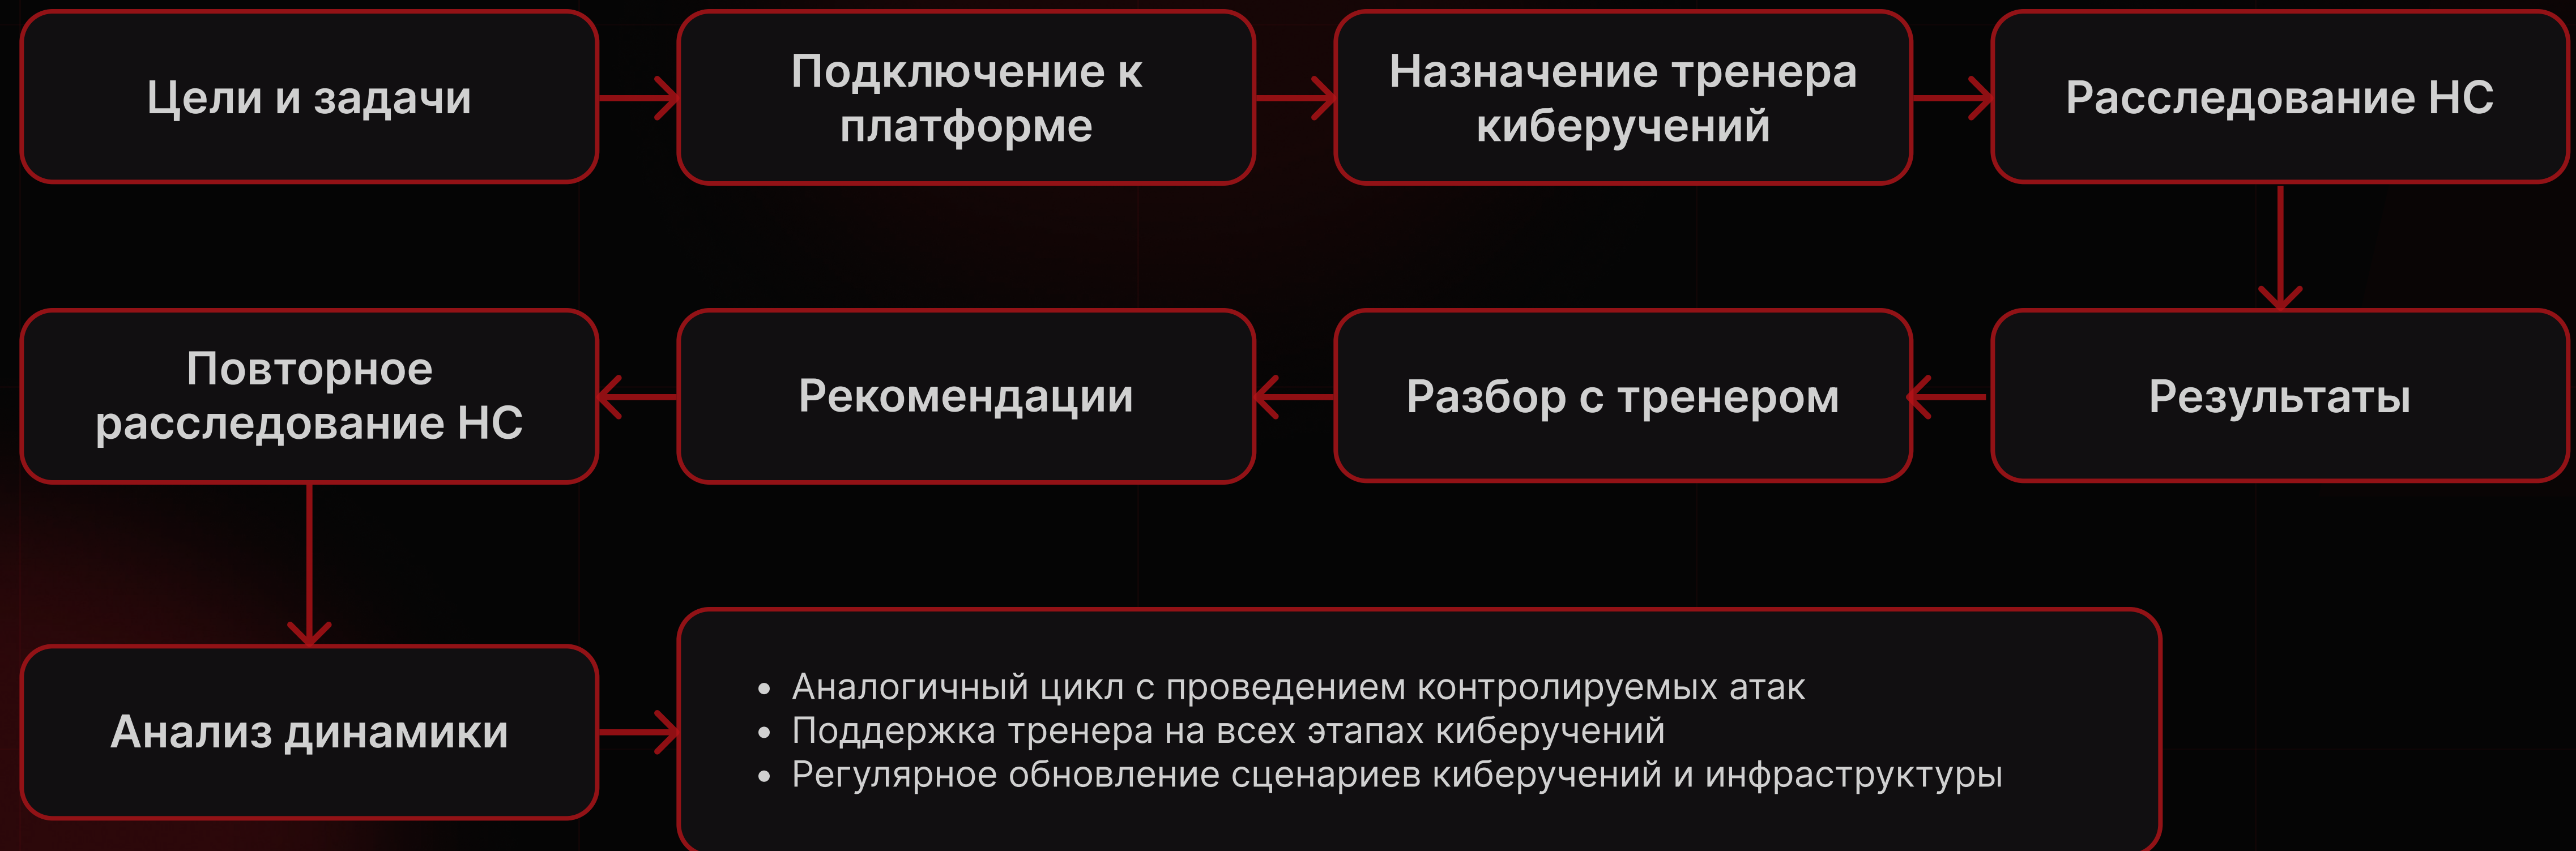 Цели и задачи
Подключение к
платформе
Назначение тренера
киберучений
Расследование НС
Результаты
Разбор с тренером
Рекомендации
Повторное
расследование НС
Анализ динамики
• Аналогичный цикл с проведением контролируемых атак
• Поддержка тренера на всех этапах киберучений
• Регулярное обновление сценариев киберучений и инфраструктуры